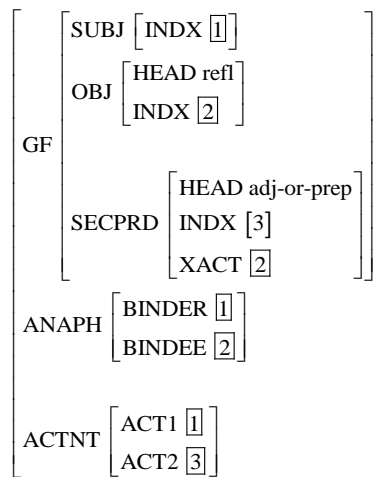 SUBJ [INDX 1]
OBJ [HEAD refl
INDX 2]
GF
HEAD adj-or-prep
SECPRD [INDX [3]
XACT 2]
ANAPH [BINDER 1
BINDEE 2]
ACTNT [ACT1 1
ACT2 3]